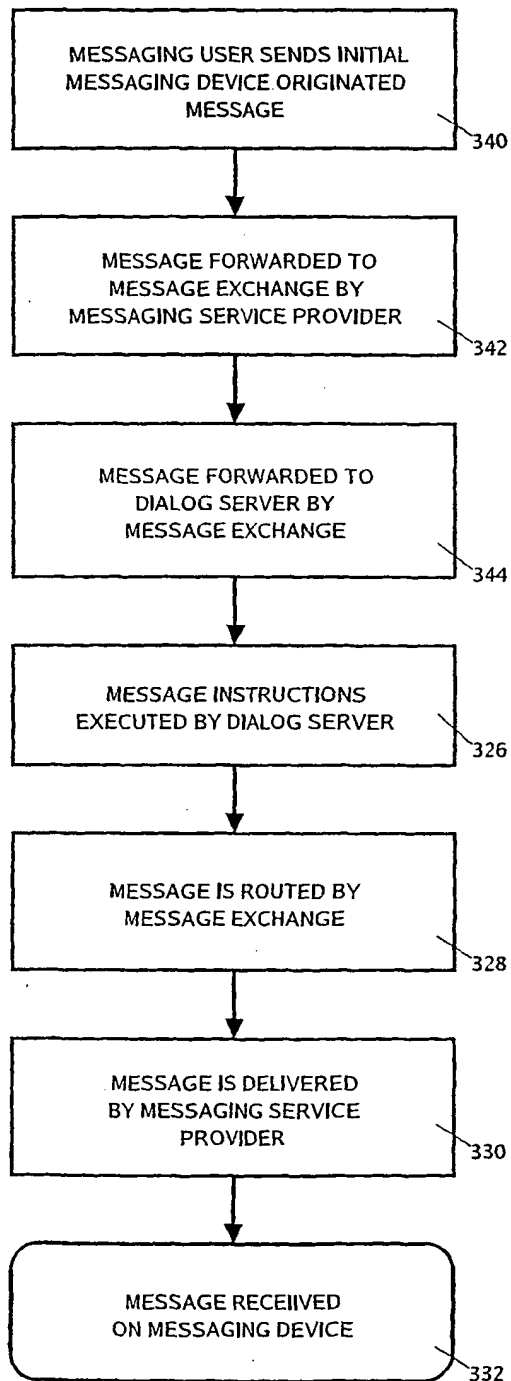 MESSAGING USER SENDS INITIAL
MESSAGING DEVICE ORIGINATED
MESSAGE
340
MESSAGE FORWARDED TO
MESSAGE EXCHANGE BY
MESSAGING SERVICE PROVIDER
342
MESSAGE FORWARDED TO
DIALOG SERVER BY
MESSAGE EXCHANGE
344
MESSAGE INSTRUCTIONS
EXECUTED BY DIALOG SERVER
326
MESSAGE IS ROUTED BY
MESSAGE EXCHANGE
328
MESSAGE IS DELIVERED
BY MESSAGING SERVICE
PROVIDER
330
MESSAGE RECEIIVED
ON MESSAGING DEVICE
332